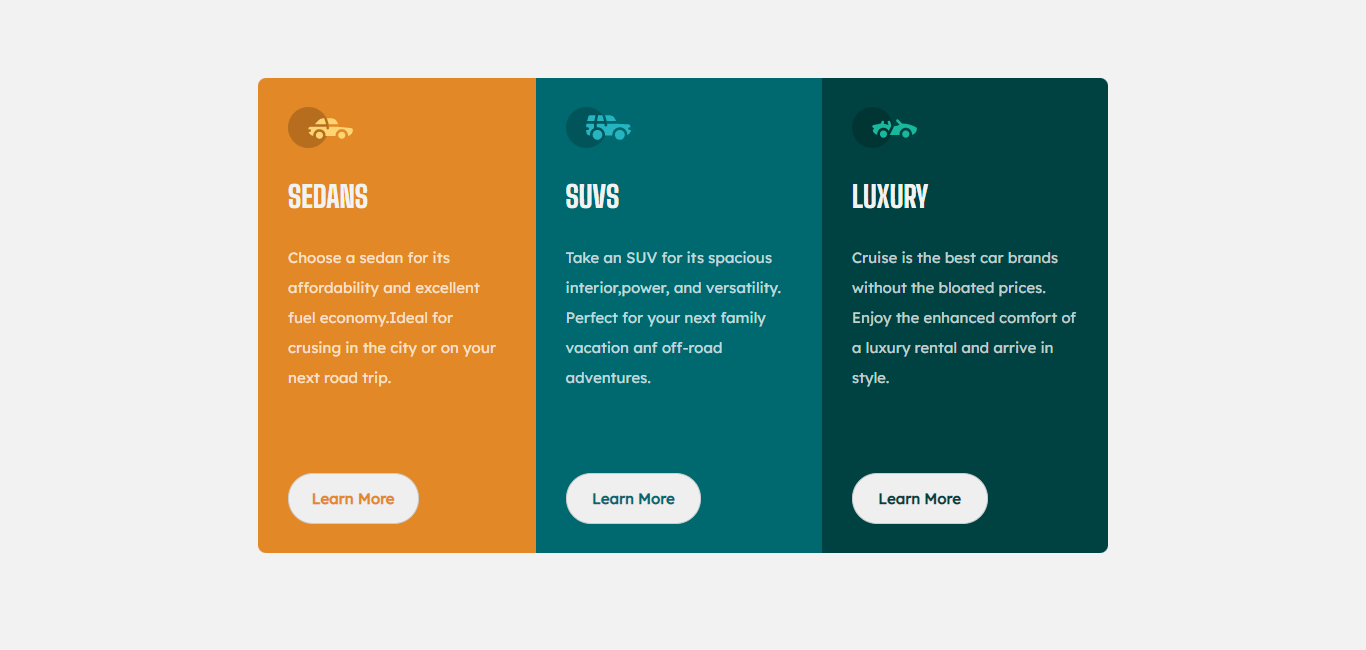 SEDANS
Choose a sedan for its
affordability and excellent
fuel economy.Ideal for
crusing in the city or on your
next road trip.
Learn More
SUVS
Take an SUV for its spacious
interior,power, and versatility.
Perfect for your next family
vacation anf off-road
adventures.
Learn More
LUXURY
Cruise is the best car brands
without the bloated prices.
Enjoy the enhanced comfort of
a luxury rental and arrive in
style.
Learn More